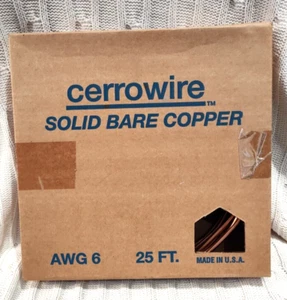 cerrowire™
SOLID BARE COPPER
AWG 6 25 FT. MADE IN U.S.A.